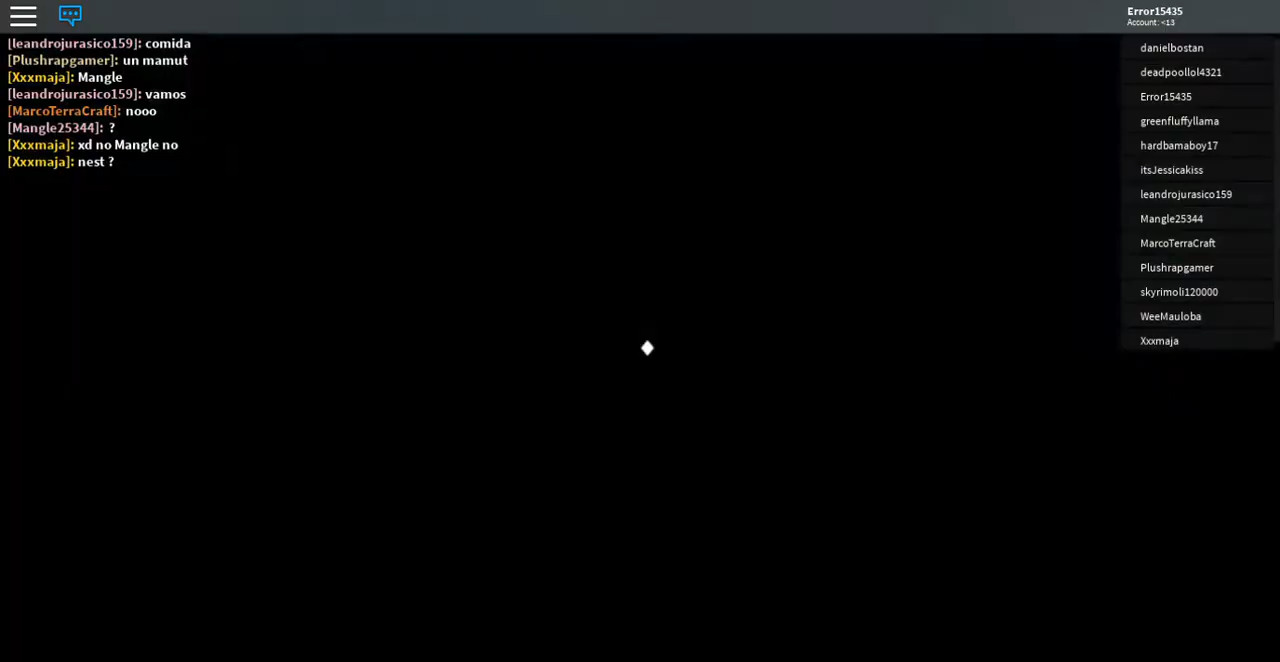 Error15435
Account: <13
[leandrojurasico159]: comida
[Plushrapgamer]: un mamut
[Xxxmaja]: Mangle
[leandrojurasico159]: vamos
[MarcoTerraCraft]: nooo
[Mangle25344]: ?
[Xxxmaja]: xd no Mangle no
[Xxxmaja]: nest ?
danielbostan
deadpoollol4321
Error15435
greenfluffyllama
hardbamaboy17
itsJessicakiss
leandrojurasico159
Mangle25344
MarcoTerraCraft
Plushrapgamer
skyrimoli120000
WeeMauloba
Xxxmaja